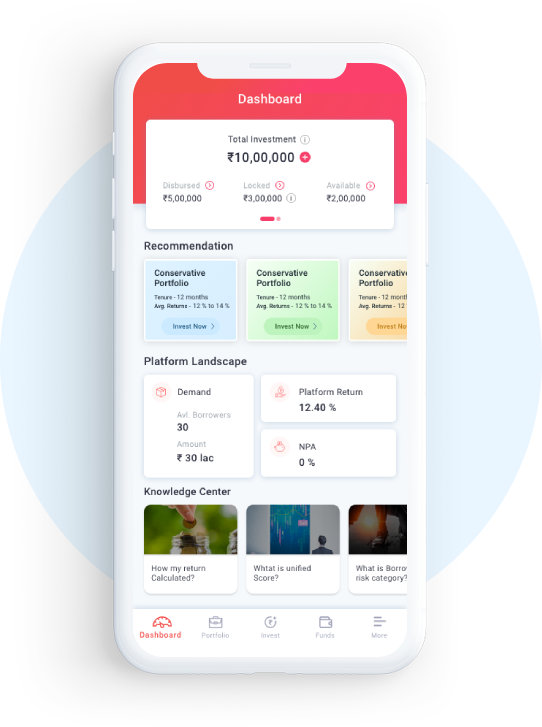 Dashboard
Total Investment
₹10,00,000
Disbursed
Locked
Available
₹5,00,000
₹3,00,000
₹2,00,000
Recommendation
Conservative
Portfolio
Tenure - 12 months
Avg. Returns - 12 % to 14 %
Invest Now
Conservative
Portfolio
Tenure - 12 months
Avg. Returns - 12 % to 14 %
Invest Now
Conservativ
Portfolio
Tenure - 12 mont
Avg. Returns - 12
Invest No
Platform Landscape
Demand
Avl. Borrowers
30
Amount
₹ 30 lac
Platform Return
12.40 %
NPA
0 %
Knowledge Center
How my return
Calculated?
Whtat is unified
Score?
What is Borro
risk category?
Dashboard
Portfolio
Invest
Funds
More